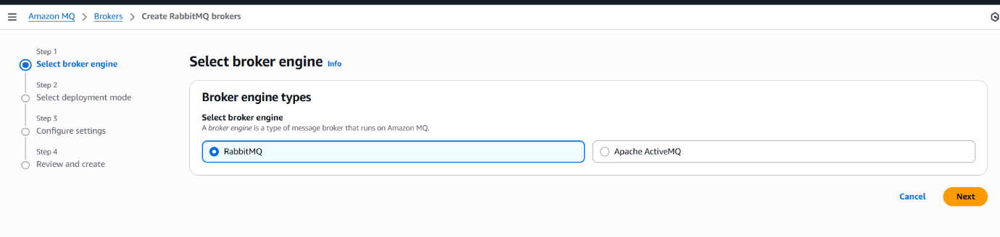 Amazon MQ > Brokers > Create RabbitMQ brokers
Step 1
Select broker engine
Step 2
Select deployment mode
Step 3
Configure settings
Step 4
Review and create
Select broker engine Info
Broker engine types
Select broker engine
A broker engine is a type of message broker that runs on Amazon MQ.
RabbitMQ
Apache ActiveMQ
Cancel
Next